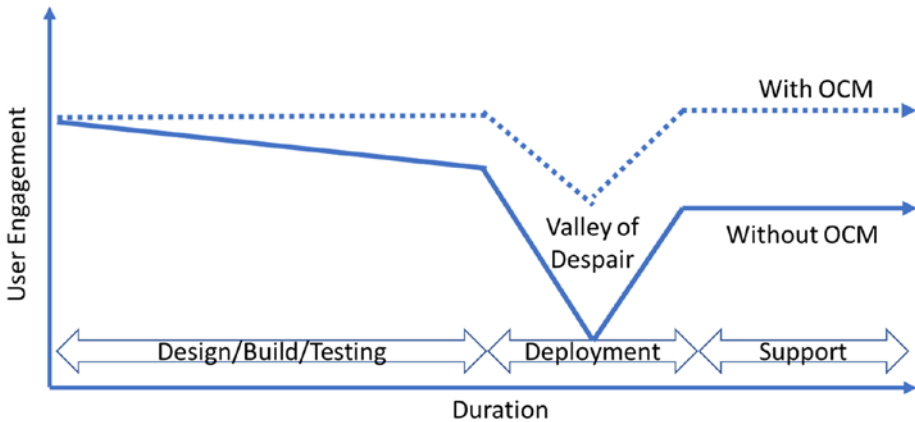 With OCM
User Engagement
Valley of
Despair
Without OCM
Design/Build/Testing
Deployment
Support
Duration